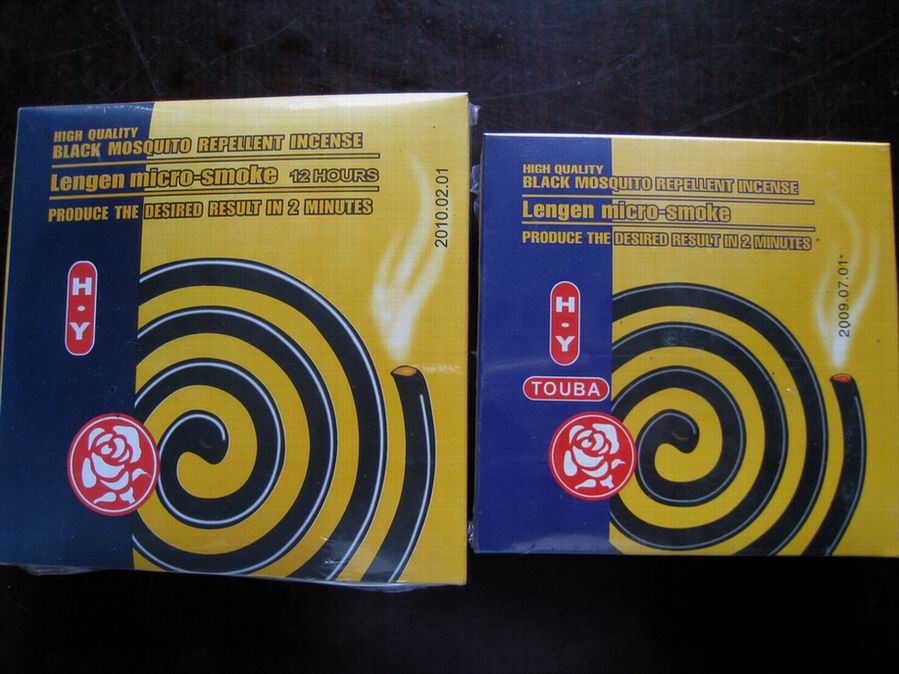 HIGH QUALITY
BLACK MOSQUITO REPELLENT INCENSE
Lengen micro-smoke 12 HOURS
PRODUCE THE DESIRED RESULT IN 2 MINUTES
2010.02.01
H·Y
HIGH QUALITY
BLACK MOSQUITO REPELLENT INCENSE
Lengen micro-smoke
PRODUCE THE DESIRED RESULT IN 2 MINUTES
2009.07.01*
H·Y
TOUBA